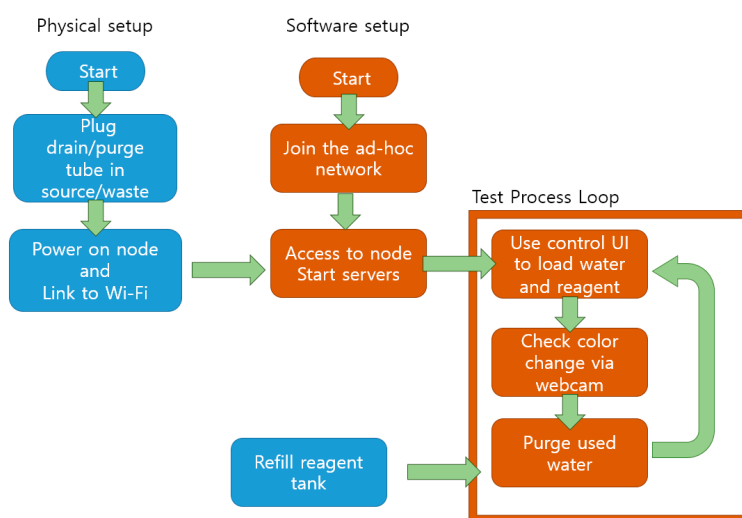 Physical setup
Software setup
Start
Start
Plug
drain/purge
tube in
source/waste
Join the ad-hoc
network
Test Process Loop
Power on node
and
Link to Wi-Fi
Access to node
Start servers
Use control UI
to load water
and reagent
Check color
change via
webcam
Purge used
water
Refill reagent
tank